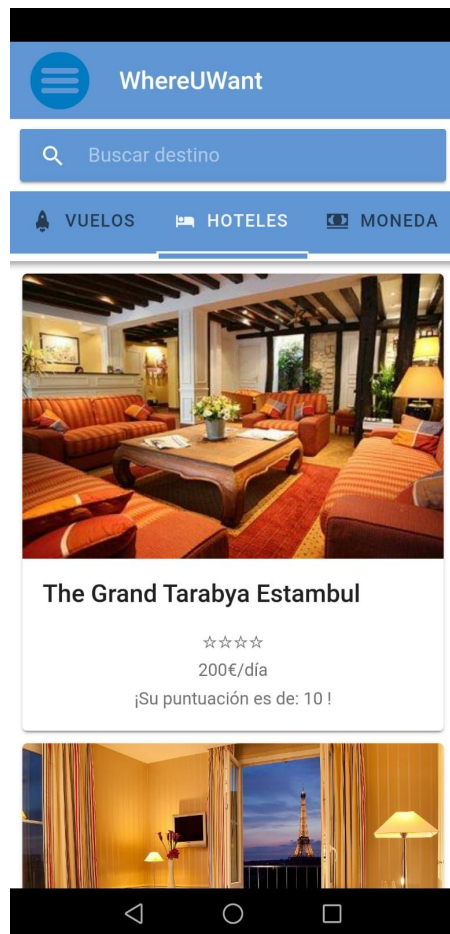 WhereUWant
Buscar destino
VUELOS HOTELES MONEDA
The Grand Tarabya Estambul
☆☆☆☆
200€/día
¡Su puntuación es de: 10 !